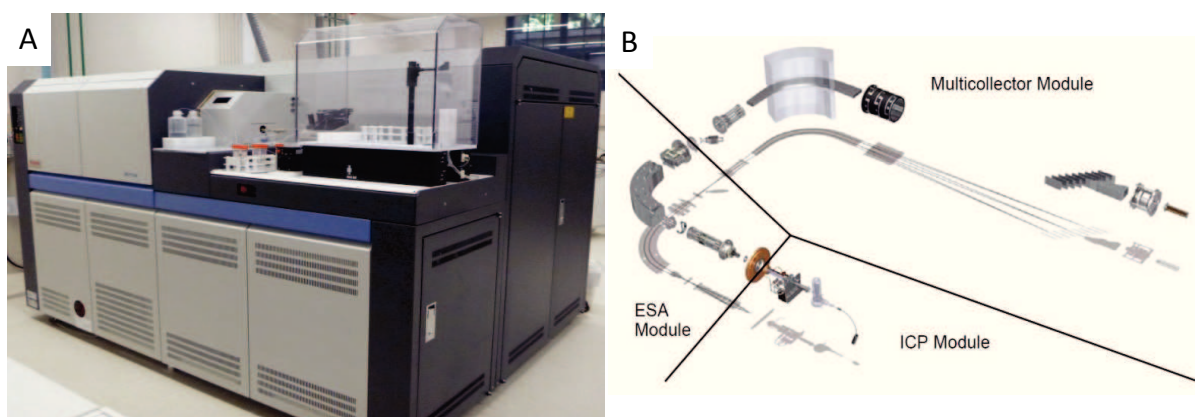 A
B
Multicollector Module
ESA
Module
ICP Module